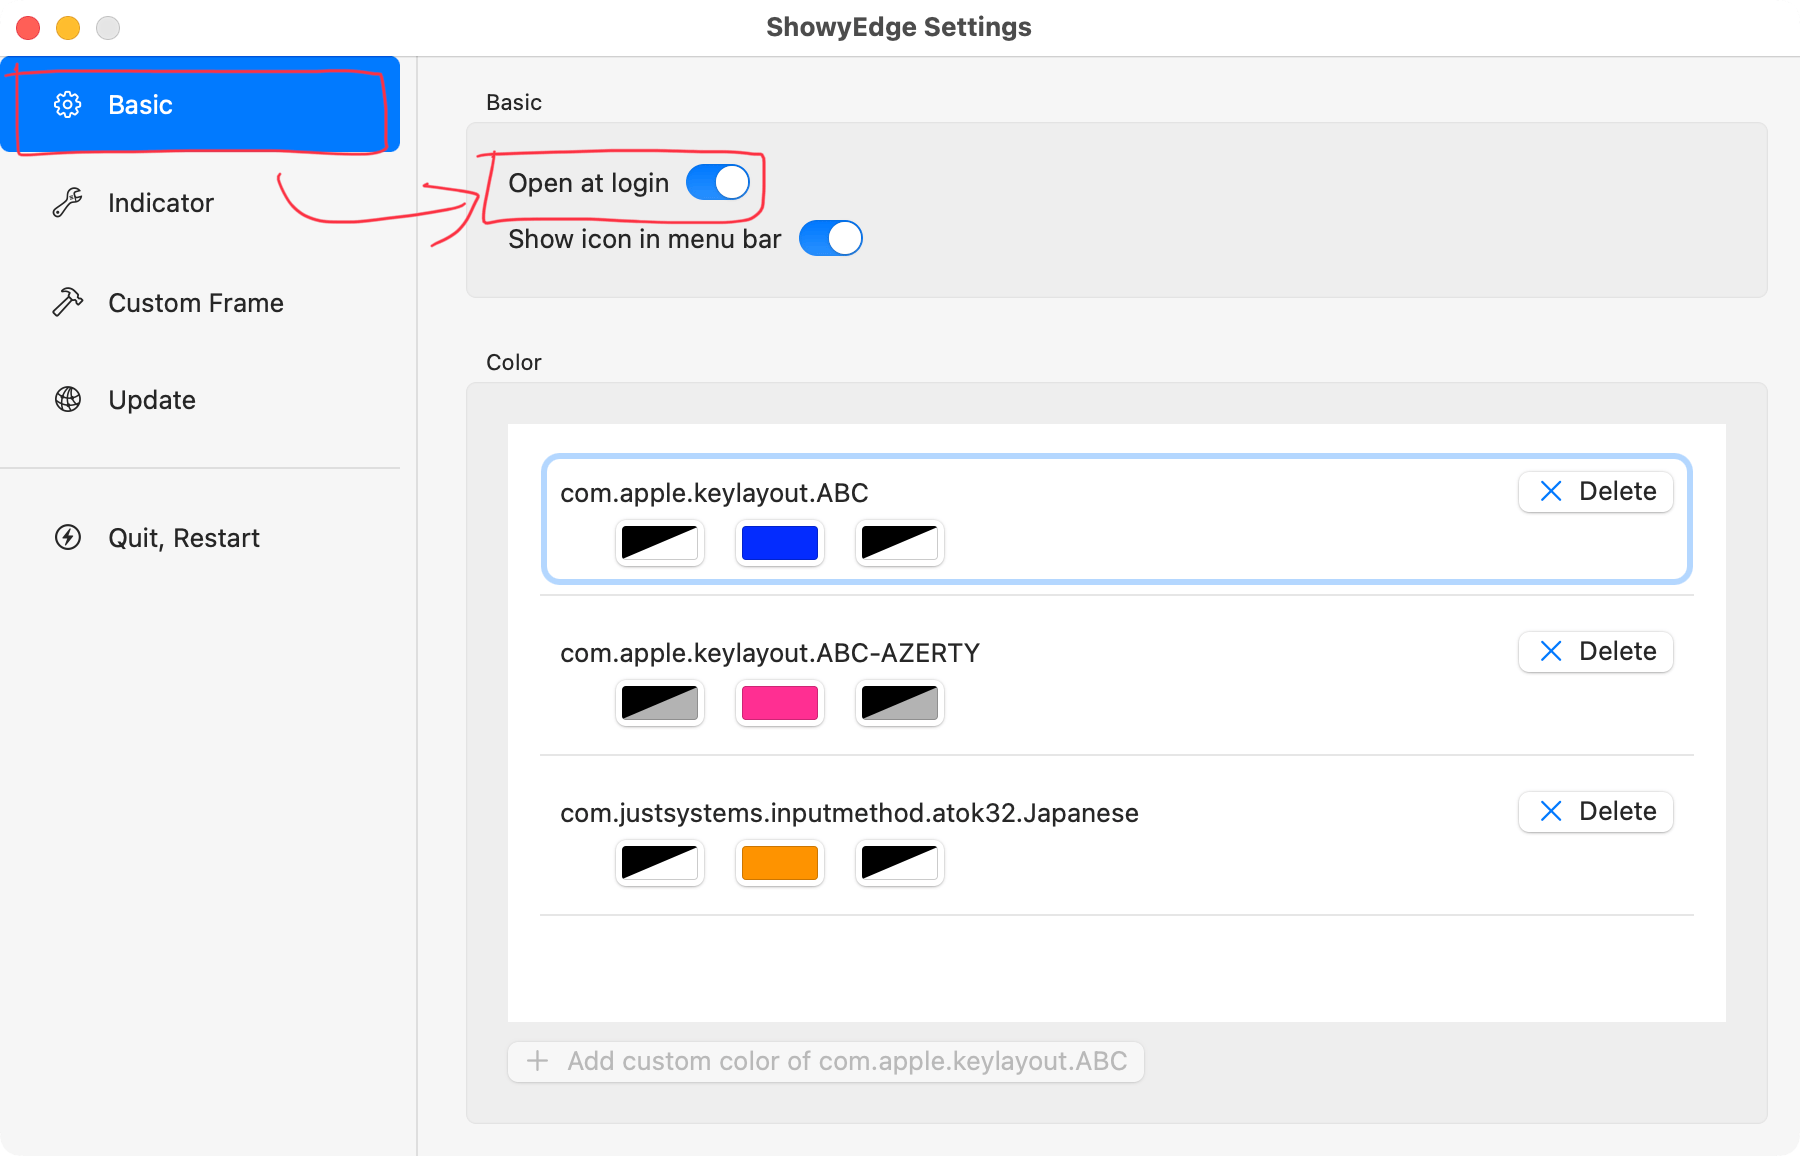 ShowyEdge Settings
Basic
Indicator
Custom Frame
Update
Quit, Restart
Basic
Open at login
Show icon in menu bar
Color
com.apple.keylayout.ABC
Delete
com.apple.keylayout.ABC-AZERTY
Delete
com.justsystems.inputmethod.atok32.Japanese
Delete
Add custom color of com.apple.keylayout.ABC